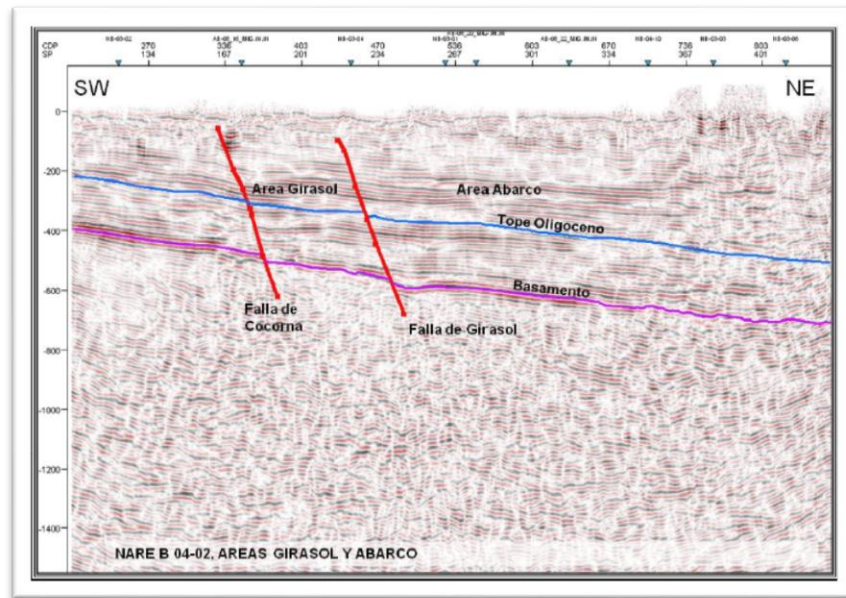 CDP 270 336 403 470 536 603 670 736 803
SP 134 167 201 234 268 301 334 367 401
SW
NE
0
-200
Area Girasol
Area Abarco
Tope Oligoceno
-400
Basamento
-600
Falla de
Cocorna
Falla de Girasol
-800
-1000
-1200
-1400
NARE B 04-02, AREAS GIRASOL Y ABARCO